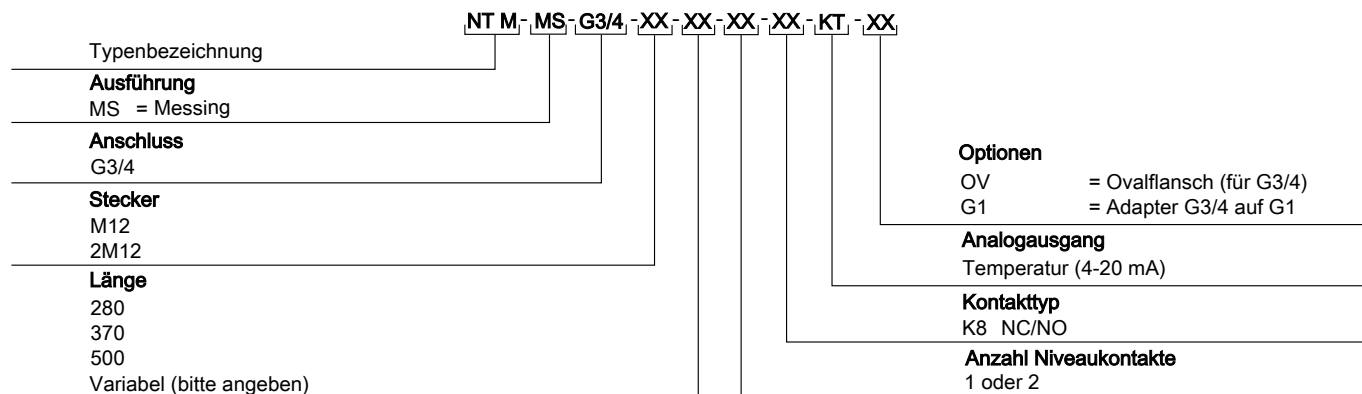 NT M - MS - G3/4 - XX - XX - XX - XX - KT - XX
Typenbezeichnung
Ausführung
MS = Messing
Anschluss
G3/4
Stecker
M12
2M12
Länge
280
370
500
Variabel (bitte angeben)
Optionen
OV = Ovalflansch (für G3/4)
G1 = Adapter G3/4 auf G1
Analogausgang
Temperatur (4-20 mA)
Kontakttyp
K8 NC/NO
Anzahl Niveaukontakte
1 oder 2